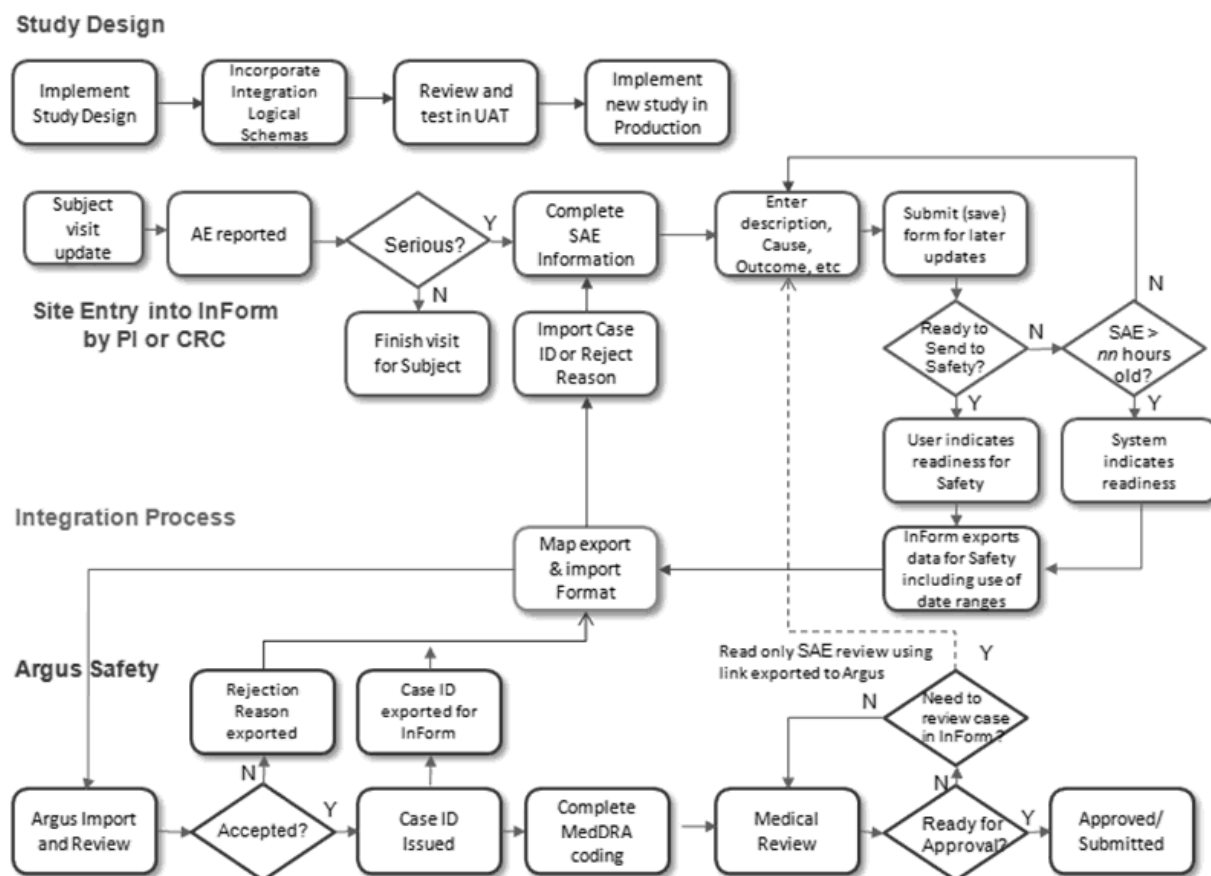 Study Design
Implement
Study Design
Incorporate
Integration
Logical
Schemas
Review and
test in UAT
Implement
new study in
Production
Subject
visit
update
AE reported
Serious?
Y
N
Complete
SAE
Information
Enter
description,
Cause,
Outcome, etc
Submit (save)
form for later
updates
N
Site Entry into InForm
by PI or CRC
Finish visit
for Subject
Import Case
ID or Reject
Reason
Ready to
Send to
Safety?
N
Y
SAE >
nn hours
old?
Y
User indicates
readiness for
Safety
System
indicates
readiness
Integration Process
Map export
& import
Format
InForm exports
data for Safety
including use of
date ranges
Argus Safety
Rejection
Reason
exported
Case ID
exported for
InForm
Read only SAE review using
link exported to Argus
Y
N
Need to
review case
in InForm?
N
Y
N
Argus Import
and Review
Accepted?
Case ID
Issued
Complete
MedDRA
coding
Medical
Review
Ready for
Approval?
Y
Approved/
Submitted